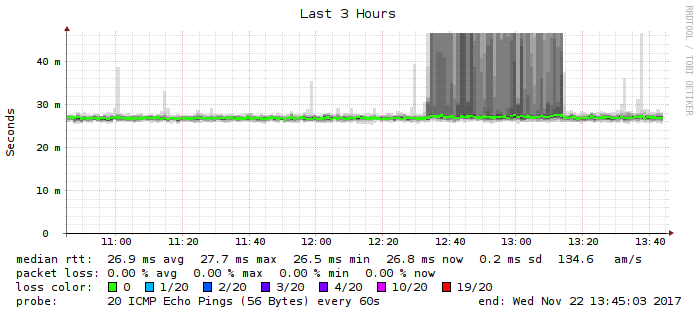 Last 3 Hours
RRDTOOL / TOBI OETIKER
Seconds
40 m
30 m
20 m
10 m
0
11:00 11:20 11:40 12:00 12:20 12:40 13:00 13:20 13:40
median rtt: 26.9 ms avg 27.7 ms max 26.5 ms min 26.8 ms now 0.2 ms sd 134.6 am/s
packet loss: 0.00 % avg 0.00 % max 0.00 % min 0.00 % now
loss color: 0 1/20 2/20 3/20 4/20 10/20 19/20
probe: 20 ICMP Echo Pings (56 Bytes) every 60s end: Wed Nov 22 13:45:03 2017